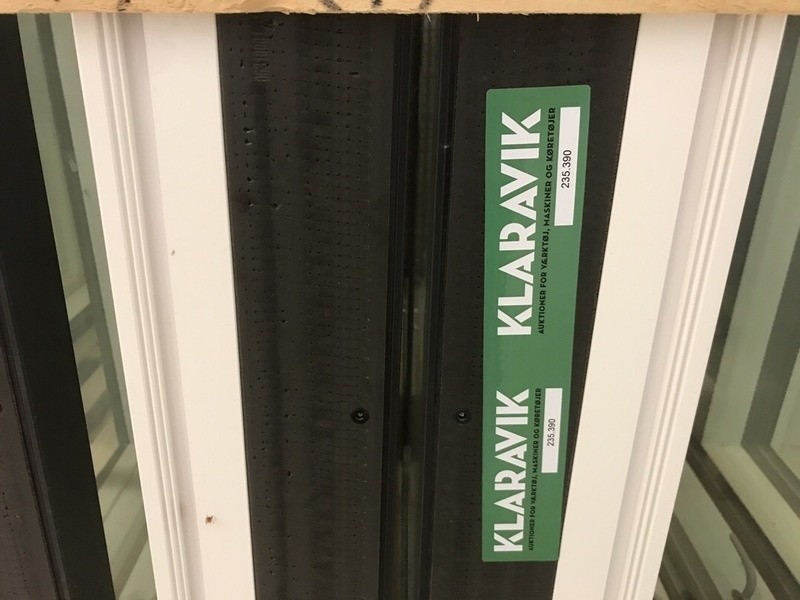 KLARAVIK
AUKTIONER FOR VÆRKTØJ, MASKINER OG KØRETØJER
235.390
KLARAVIK
AUKTIONER FOR VÆRKTØJ, MASKINER OG KØRETØJER
235.390